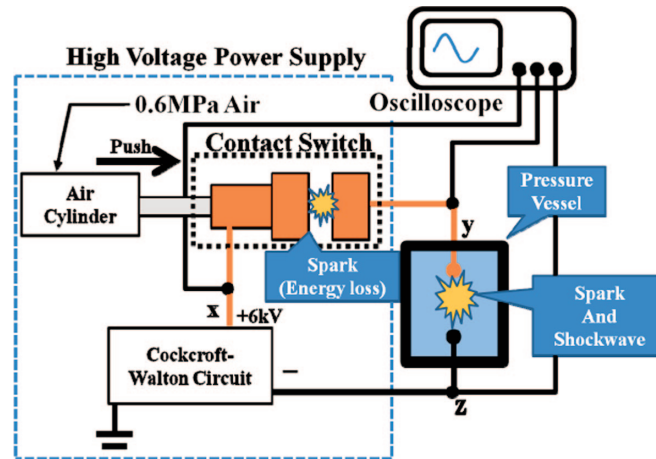 High Voltage Power Supply
0.6MPa Air
Oscilloscope
Push
Contact Switch
Air
Cylinder
Pressure
Vessel
y
Spark
(Energy loss)
Spark
And
Shockwave
x
+6kV
Cockcroft-
Walton Circuit
–
z